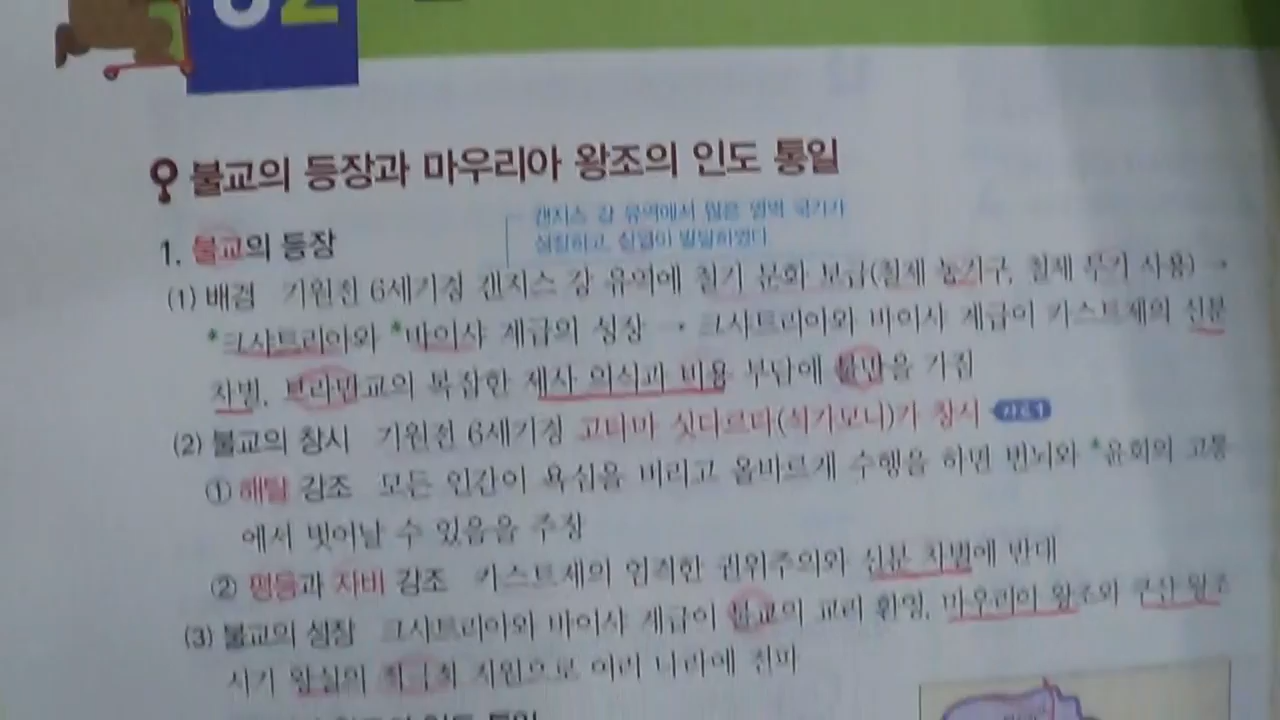 02
불교의 등장과 마우리아 왕조의 인도 통일
갠지스 강 유역에서 많은 영역 국가가
성장하고, 상업이 발달하였다.
1. 불교의 등장
(1) 배경 기원전 6세기경 갠지스 강 유역에 철기 문화 보급(철제 농기구, 철제 무기 사용) →
*크샤트리아와 *바이샤 계급의 성장 → 크샤트리아와 바이샤 계급이 카스트제의 신분
차별, 브라만교의 복잡한 제사 의식과 비용 부담에 불만을 가짐
(2) 불교의 창시 기원전 6세기경 고타마 싯다르타(석가모니)가 창시 자료1
① 해탈 강조 모든 인간이 욕심을 버리고 올바르게 수행을 하면 번뇌와 *윤회의 고통
에서 벗어날 수 있음을 주장
② 평등과 자비 강조 카스트제의 엄격한 권위주의와 신분 차별에 반대
(3) 불교의 성장 크샤트리아와 바이샤 계급이 불교의 교리 환영, 마우리아 왕조와 쿠샨 왕조
시기 왕실의 적극적 지원으로 여러 나라에 전파
인도 통일